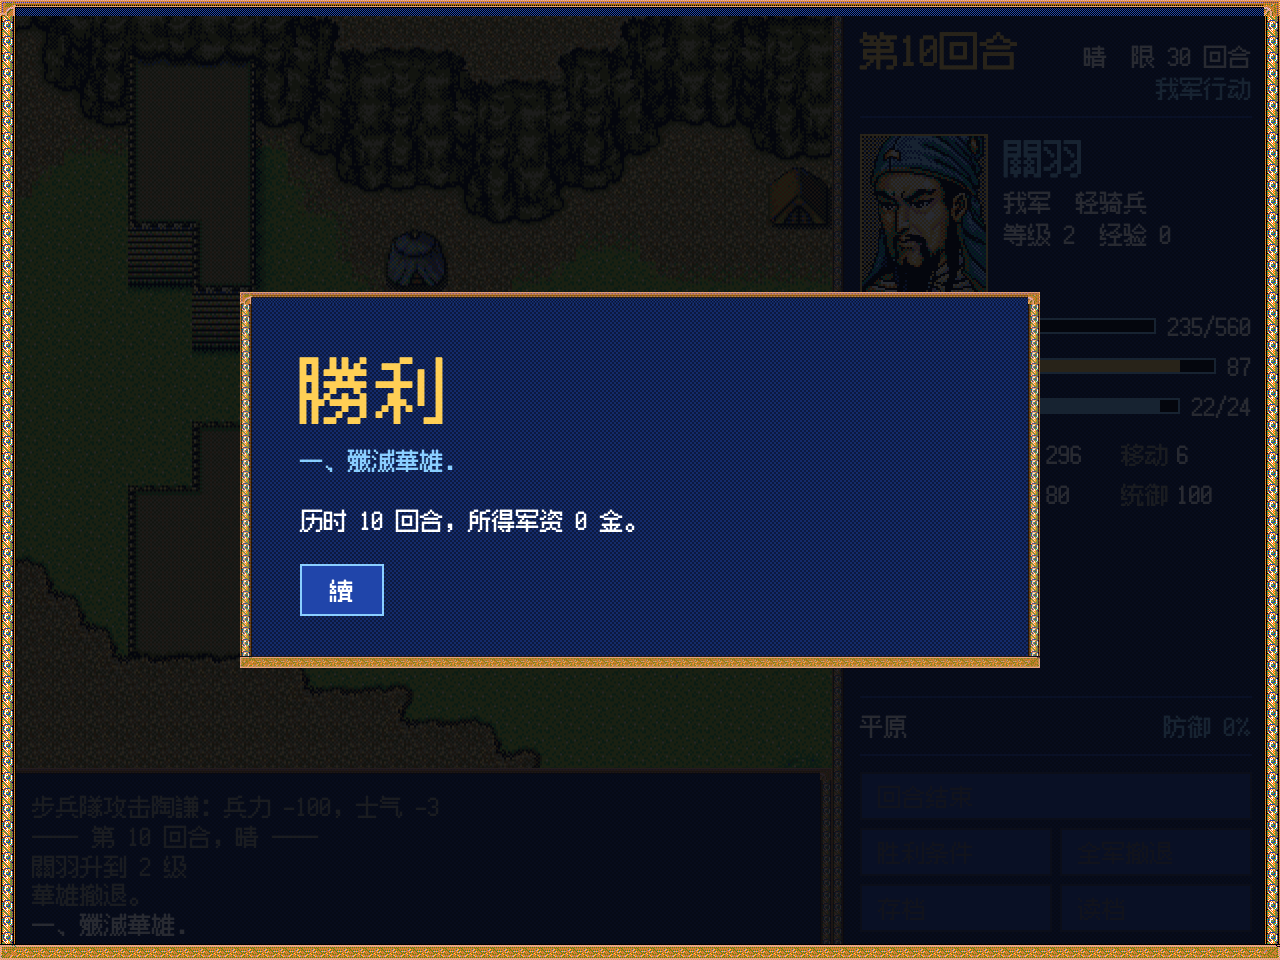 第10回合
晴 限 30 回合
我军行动
關羽
我军 轻骑兵
等级 2 经验 0
235/560
87
22/24
296 移动 6
80 统御 100
勝利
一、殲滅華雄.
历时 10 回合，所得军资 0 金。
續
平原 防御 0%
回合結束
胜利条件 全军撤退
存档 读档
步兵隊攻击陶謙：兵力 -100，士气 -3
—— 第 10 回合，晴 ——
關羽升到 2 级
華雄撤退。
一、殲滅華雄.